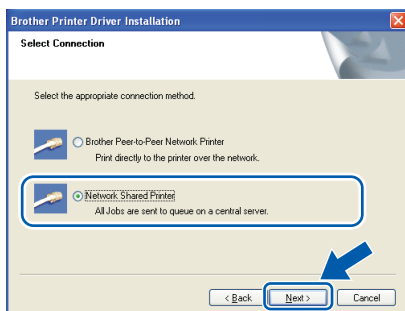 Brother Printer Driver Installation
Select Connection
Select the appropriate connection method.
Brother Peer-to-Peer Network Printer
Print directly to the printer over the network.
Network Shared Printer
All Jobs are sent to queue on a central server.
< Back Next > Cancel